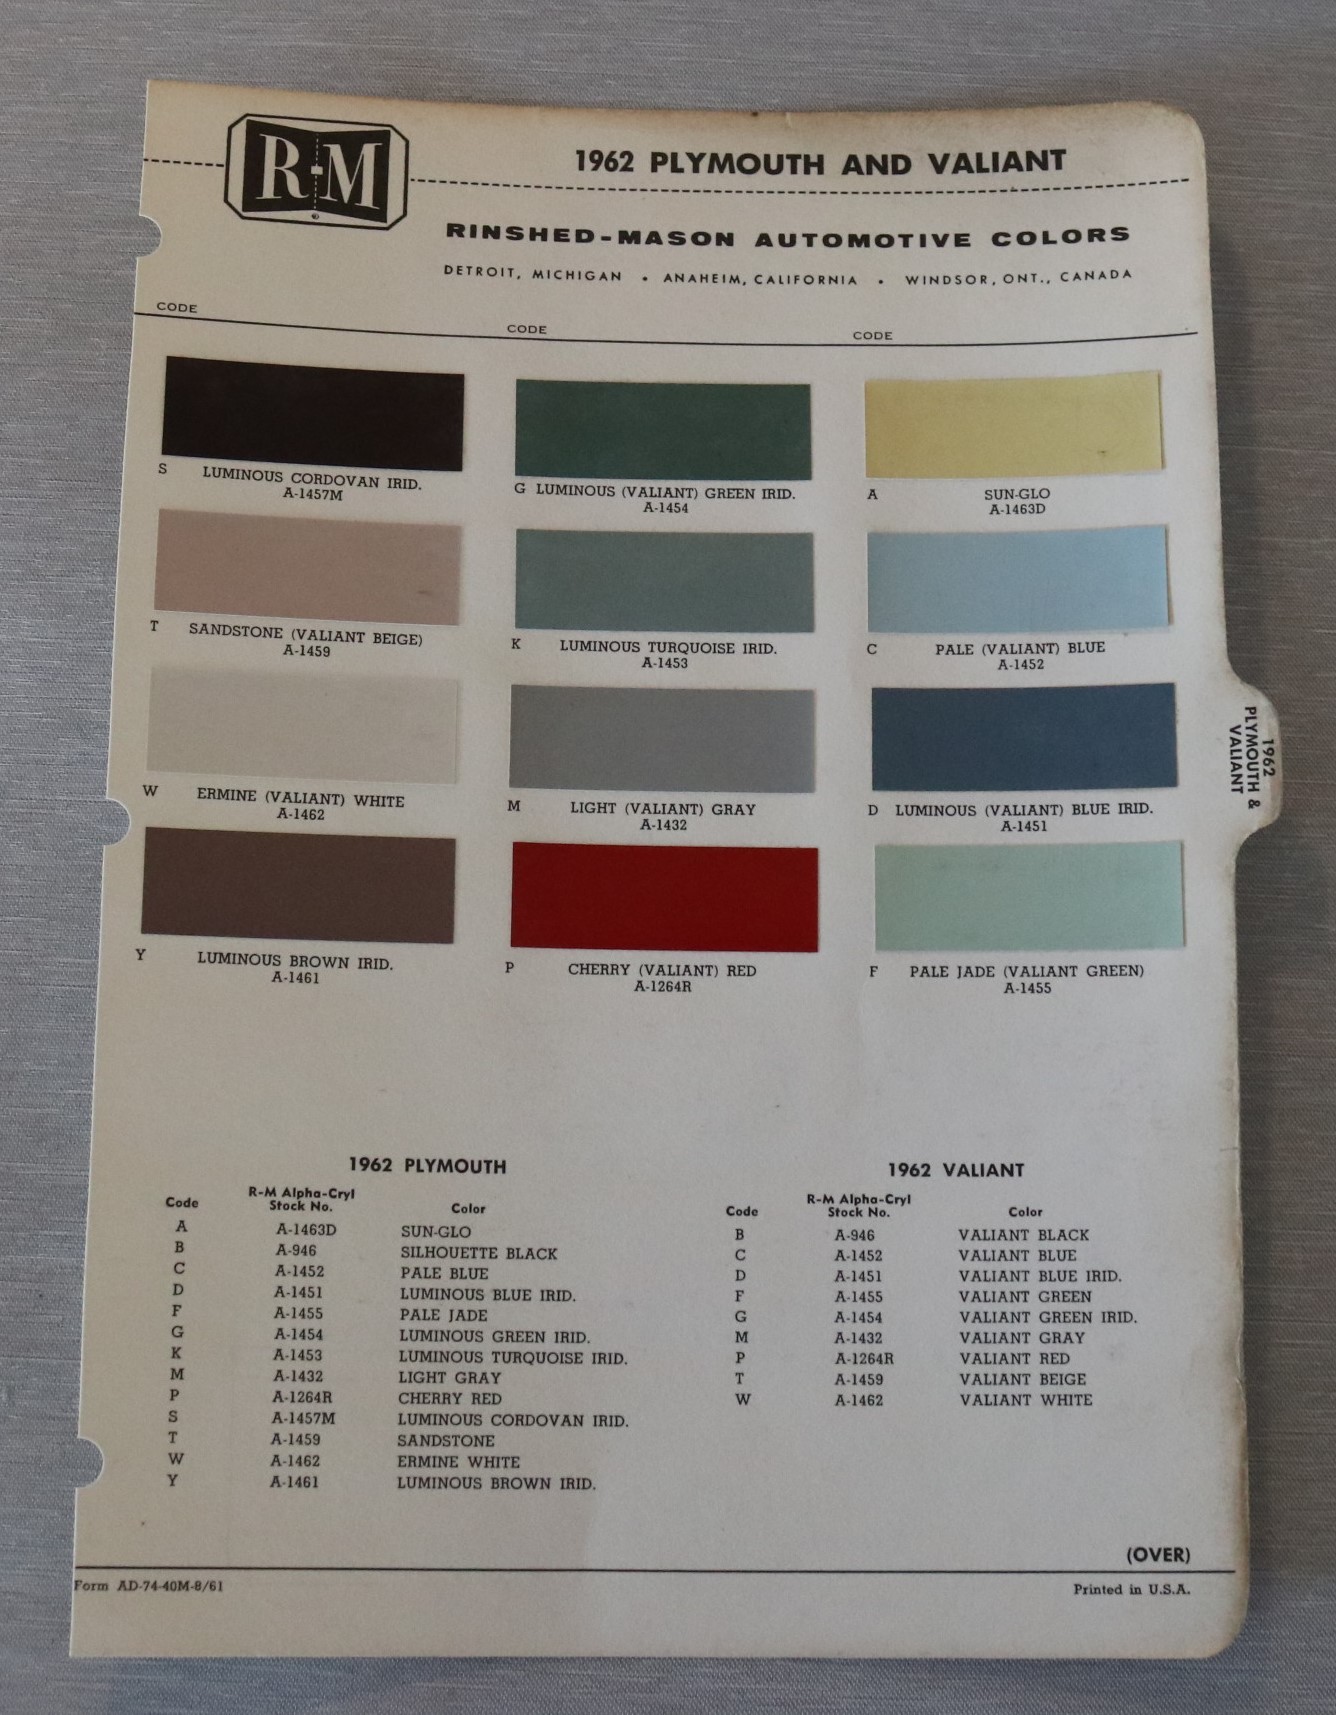 R-M
1962 PLYMOUTH AND VALIANT
RINSHED-MASON AUTOMOTIVE COLORS
DETROIT, MICHIGAN • ANAHEIM, CALIFORNIA • WINDSOR, ONT., CANADA
CODE CODE CODE
S LUMINOUS CORDOVAN IRID.
A-1457M
G LUMINOUS (VALIANT) GREEN IRID.
A-1454
A SUN-GLO
A-1463D
T SANDSTONE (VALIANT BEIGE)
A-1459
K LUMINOUS TURQUOISE IRID.
A-1453
C PALE (VALIANT) BLUE
A-1452
W ERMINE (VALIANT) WHITE
A-1462
M LIGHT (VALIANT) GRAY
A-1432
D LUMINOUS (VALIANT) BLUE IRID.
A-1451
Y LUMINOUS BROWN IRID.
A-1461
P CHERRY (VALIANT) RED
A-1264R
F PALE JADE (VALIANT GREEN)
A-1455
1962
PLYMOUTH &
VALIANT
1962 PLYMOUTH
Code R-M Alpha-Cryl Stock No. Color
A A-1463D SUN-GLO
B A-946 SILHOUETTE BLACK
C A-1452 PALE BLUE
D A-1451 LUMINOUS BLUE IRID.
F A-1455 PALE JADE
G A-1454 LUMINOUS GREEN IRID.
K A-1453 LUMINOUS TURQUOISE IRID.
M A-1432 LIGHT GRAY
P A-1264R CHERRY RED
S A-1457M LUMINOUS CORDOVAN IRID.
T A-1459 SANDSTONE
W A-1462 ERMINE WHITE
Y A-1461 LUMINOUS BROWN IRID.
1962 VALIANT
Code R-M Alpha-Cryl Stock No. Color
B A-946 VALIANT BLACK
C A-1452 VALIANT BLUE
D A-1451 VALIANT BLUE IRID.
F A-1455 VALIANT GREEN
G A-1454 VALIANT GREEN IRID.
M A-1432 VALIANT GRAY
P A-1264R VALIANT RED
T A-1459 VALIANT BEIGE
W A-1462 VALIANT WHITE
(OVER)
Form AD-74-40M-8/61
Printed in U.S.A.